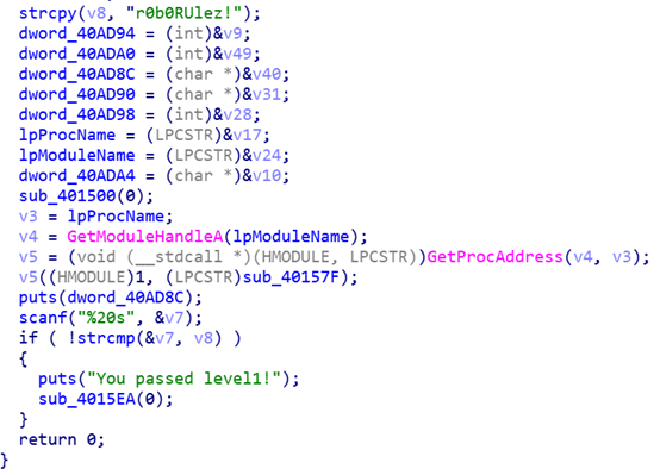 strcpy(v8, "r0b0RUlez!");
dword_40AD94 = (int)&v9;
dword_40ADA0 = (int)&v49;
dword_40AD8C = (char *)&v40;
dword_40AD90 = (char *)&v31;
dword_40AD98 = (int)&v28;
lpProcName = (LPCSTR)&v17;
lpModuleName = (LPCSTR)&v24;
dword_40ADA4 = (char *)&v10;
sub_401500(0);
v3 = lpProcName;
v4 = GetModuleHandleA(lpModuleName);
v5 = (void (__stdcall *)(HMODULE, LPCSTR))GetProcAddress(v4, v3);
v5((HMODULE)1, (LPCSTR)sub_40157F);
puts(dword_40AD8C);
scanf("%20s", &v7);
if ( !strcmp(&v7, v8) )
{
puts("You passed level1!");
sub_4015EA(0);
}
return 0;
}